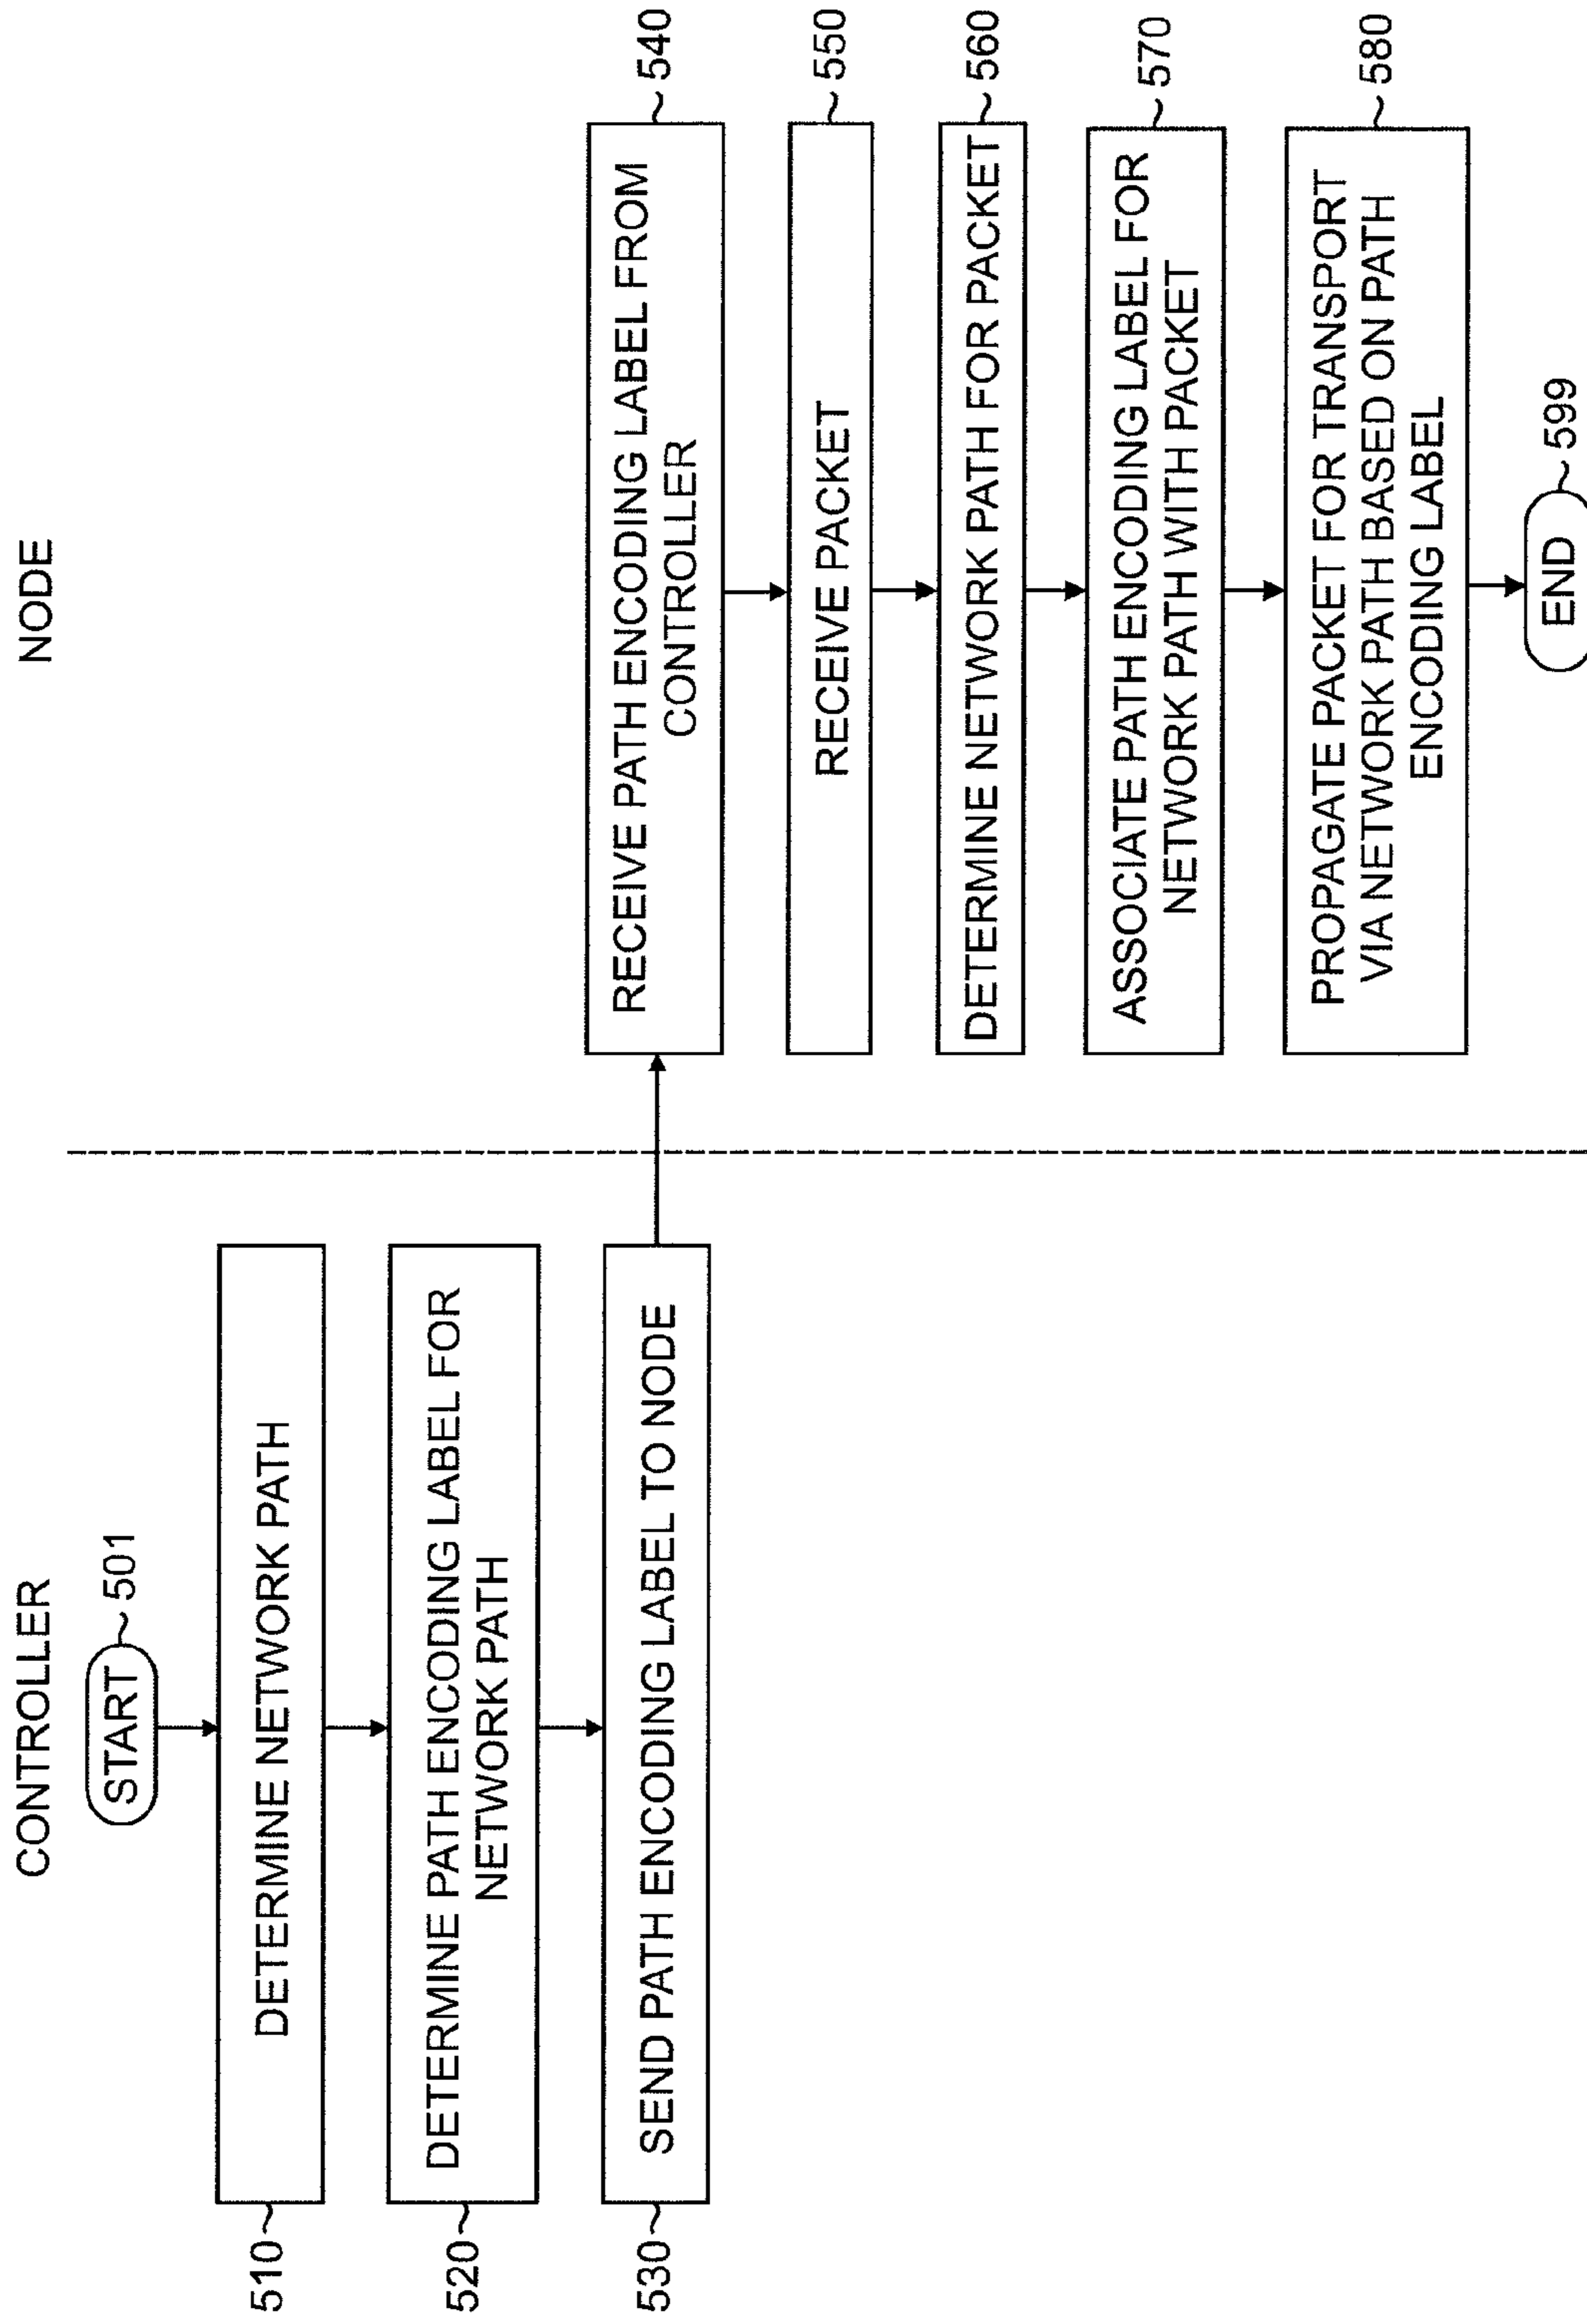 CONTROLLER
START
501
DETERMINE NETWORK PATH
510
DETERMINE PATH ENCODING LABEL FOR
NETWORK PATH
520
SEND PATH ENCODING LABEL TO NODE
530
NODE
RECEIVE PATH ENCODING LABEL FROM
CONTROLLER
540
RECEIVE PACKET
550
DETERMINE NETWORK PATH FOR PACKET
560
ASSOCIATE PATH ENCODING LABEL FOR
NETWORK PATH WITH PACKET
570
PROPAGATE PACKET FOR TRANSPORT
VIA NETWORK PATH BASED ON PATH
ENCODING LABEL
580
END
599